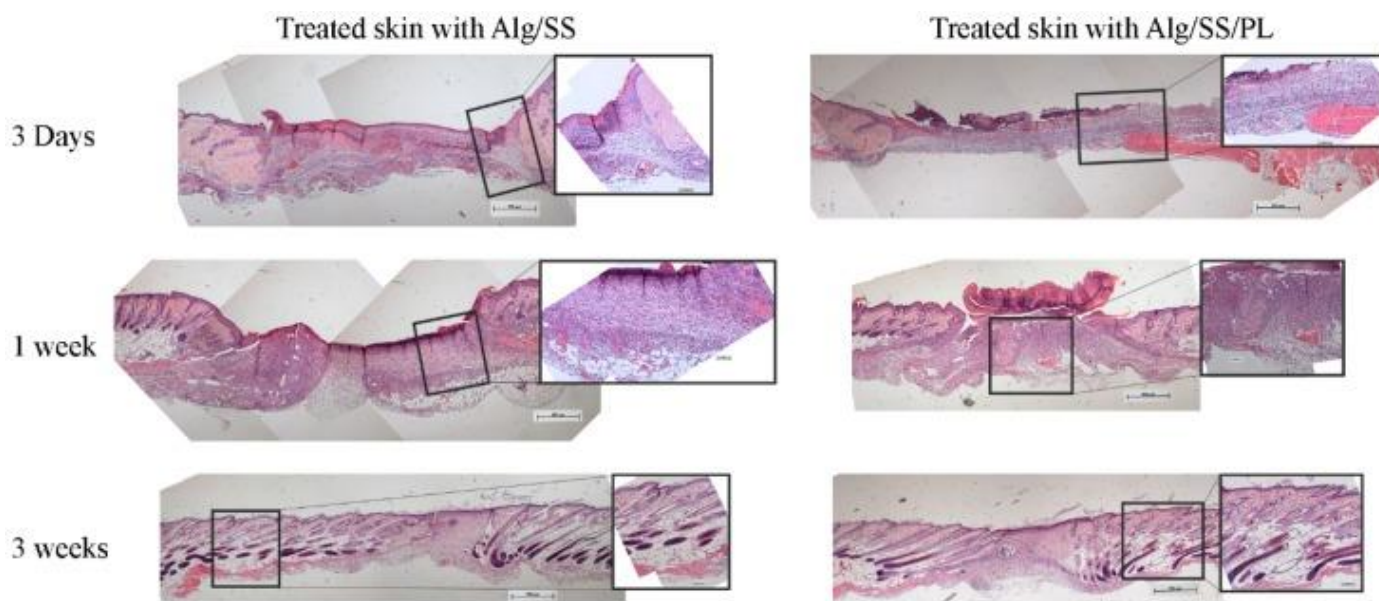 Treated skin with Alg/SS
Treated skin with Alg/SS/PL
3 Days
1 week
3 weeks